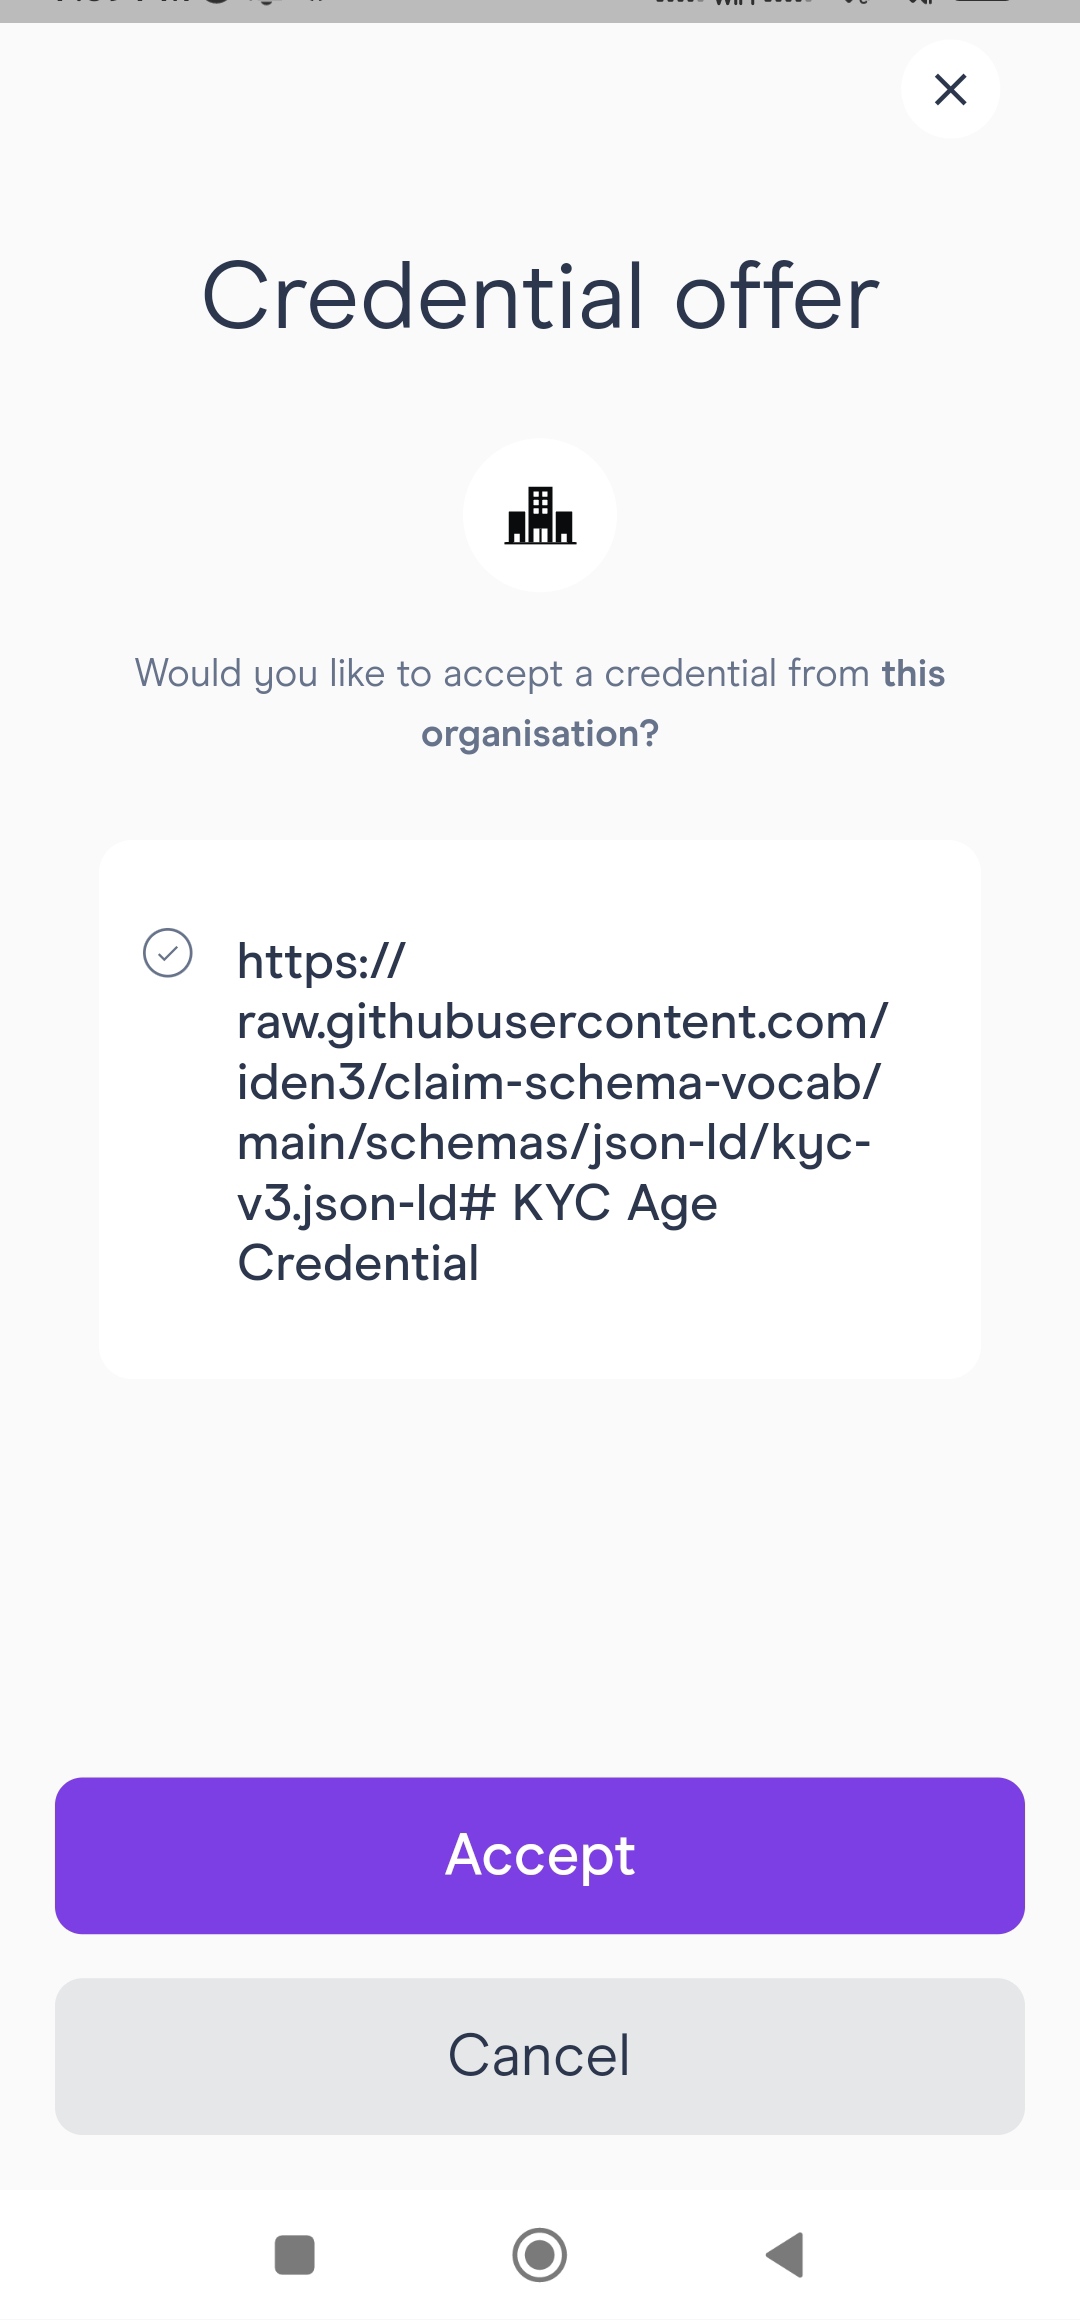 Credential offer
Would you like to accept a credential from this
organisation?
https://
raw.githubusercontent.com/
iden3/claim-schema-vocab/
main/schemas/json-ld/kyc-
v3.json-ld# KYC Age
Credential
Accept
Cancel